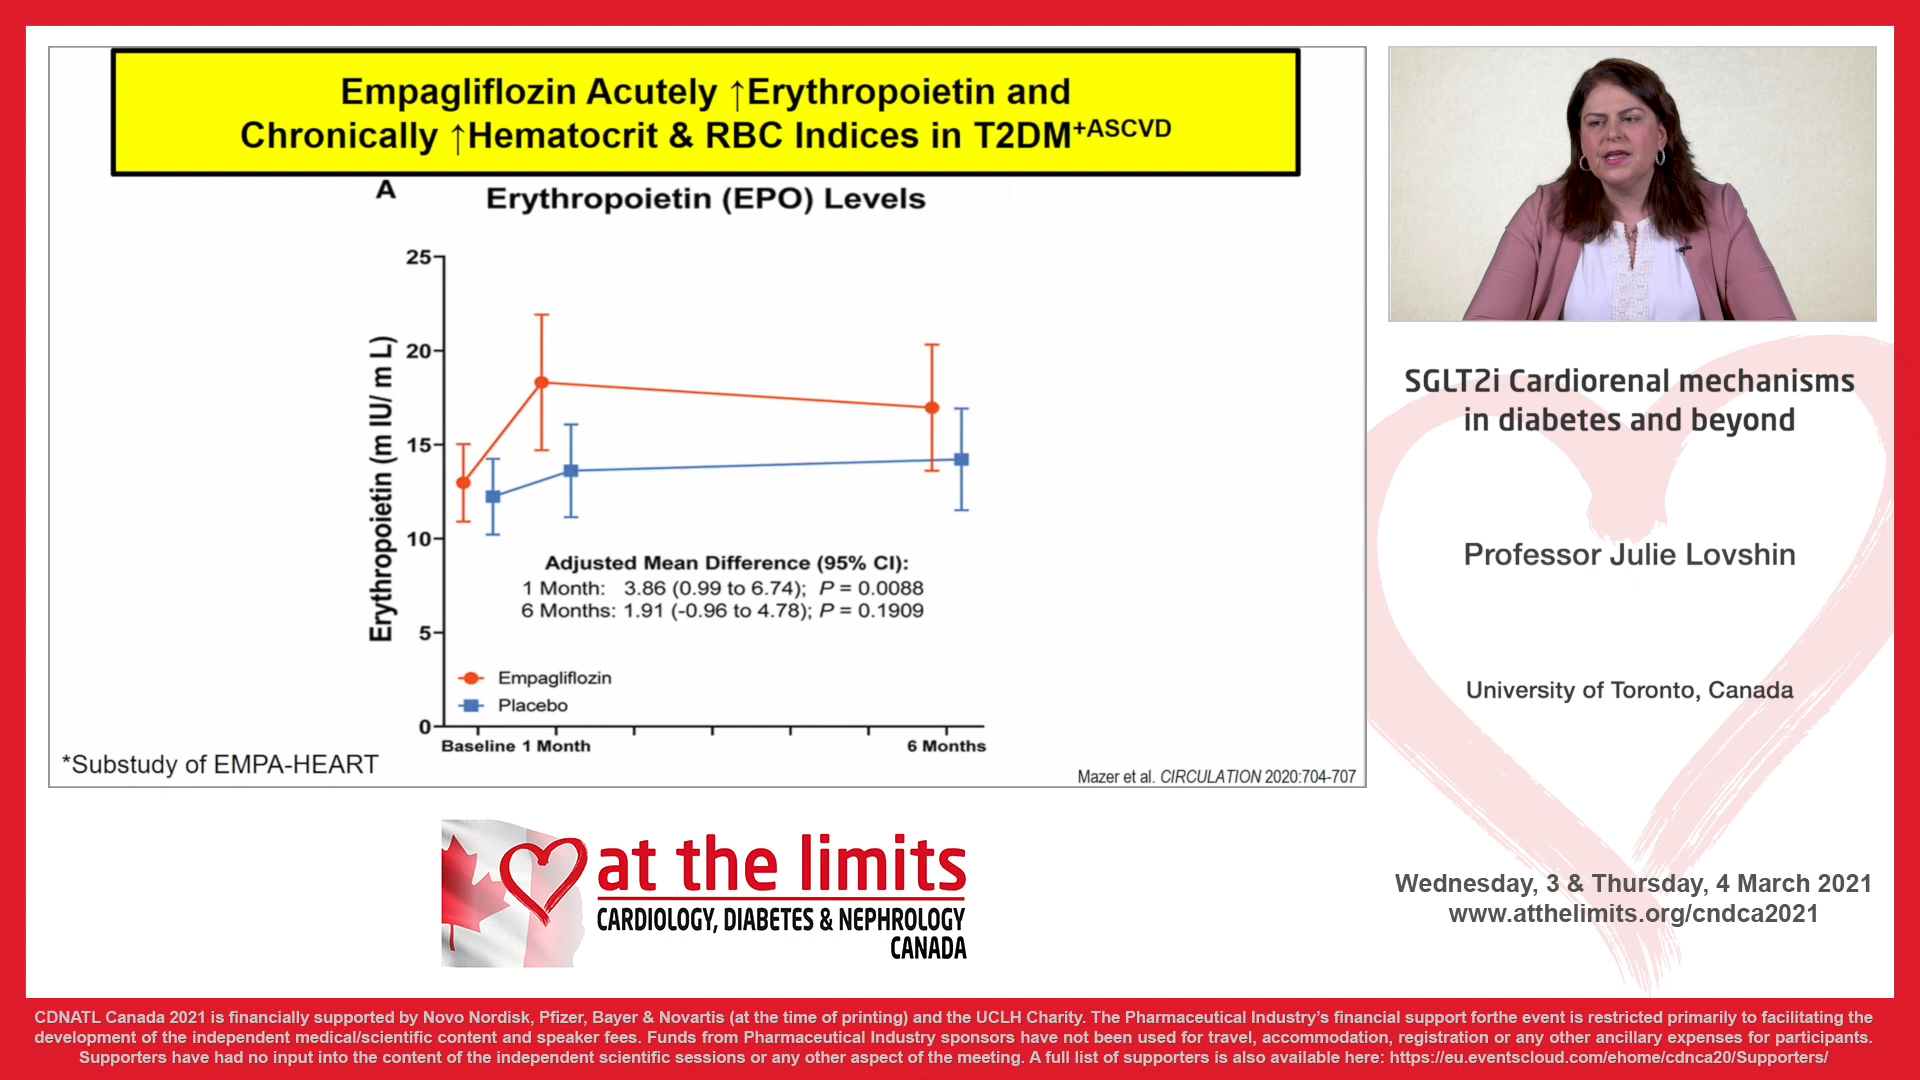 Empagliflozin Acutely ↑Erythropoietin and
Chronically ↑Hematocrit & RBC Indices in T2DM+ASCVD
A
Erythropoietin (EPO) Levels
Erythropoietin (m IU/ m L)
25
20
15
10
5
0
Adjusted Mean Difference (95% CI):
1 Month: 3.86 (0.99 to 6.74); P = 0.0088
6 Months: 1.91 (-0.96 to 4.78); P = 0.1909
Empagliflozin
Placebo
Baseline 1 Month 6 Months
*Substudy of EMPA-HEART
Mazer et al. CIRCULATION 2020:704-707
SGLT2i Cardiorenal mechanisms
in diabetes and beyond
Professor Julie Lovshin
University of Toronto, Canada
at the limits
CARDIOLOGY, DIABETES & NEPHROLOGY
CANADA
Wednesday, 3 & Thursday, 4 March 2021
www.atthelimits.org/cndca2021
CDNATL Canada 2021 is financially supported by Novo Nordisk, Pfizer, Bayer & Novartis (at the time of printing) and the UCLH Charity. The Pharmaceutical Industry's financial support forthe event is restricted primarily to facilitating the
development of the independent medical/scientific content and speaker fees. Funds from Pharmaceutical Industry sponsors have not been used for travel, accommodation, registration or any other ancillary expenses for participants.
Supporters have had no input into the content of the independent scientific sessions or any other aspect of the meeting. A full list of supporters is also available here: https://eu.eventscloud.com/ehome/cdnca20/Supporters/